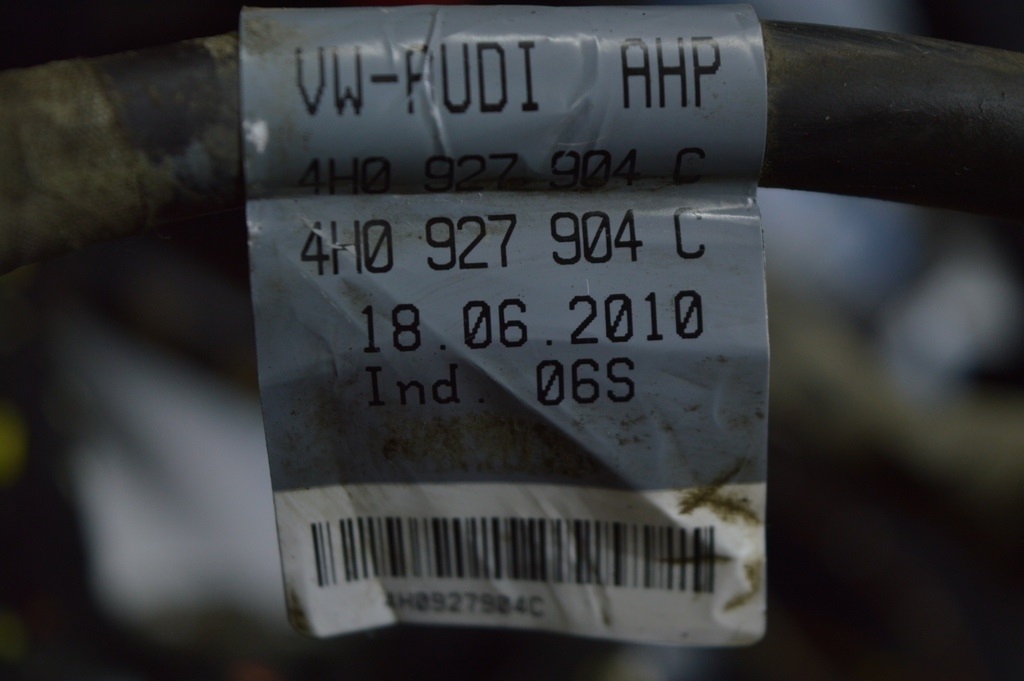 VW-AUDI AHP
4H0 927 904 C
4H0 927 904 C
18.06.2010
Ind. 06S
4H0927904C